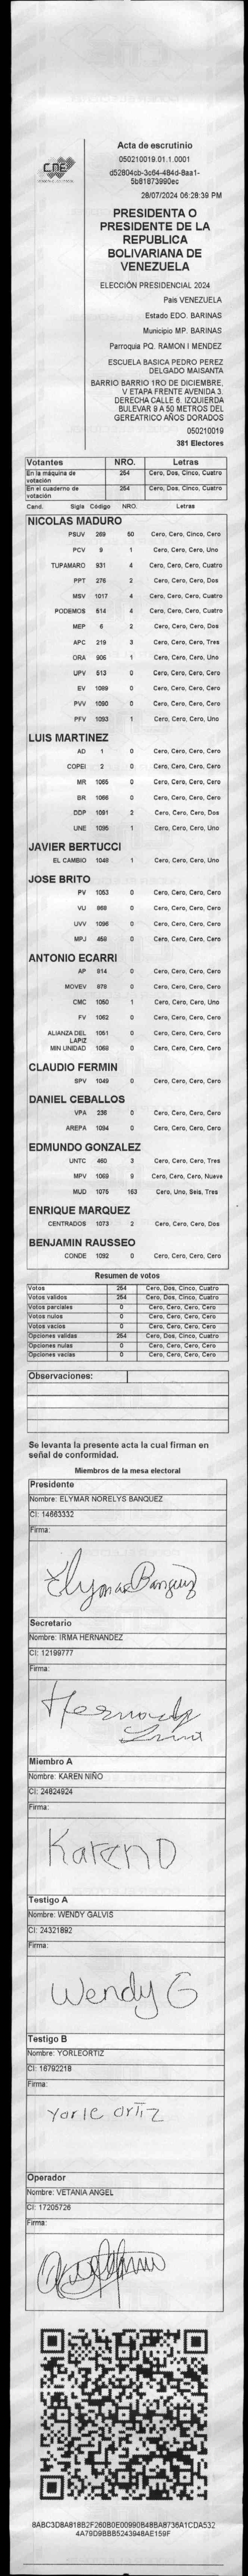 CNE
Acta de escrutinio
050210019.01.1.0001
d52804cb-3c64-484d-8aa1-
5b81873990ec
28/07/2024 06:28:39 PM
PRESIDENTA O
PRESIDENTE DE LA
REPUBLICA
BOLIVARIANA DE
VENEZUELA
ELECCIÓN PRESIDENCIAL 2024
País VENEZUELA
Estado EDO. BARINAS
Municipio MP. BARINAS
Parroquia PQ. RAMON I MENDEZ
ESCUELA BASICA PEDRO PEREZ
DELGADO MAISANTA
BARRIO BARRIO 1RO DE DICIEMBRE,
V ETAPA FRENTE AVENIDA 3.
DERECHA CALLE 6. IZQUIERDA
BULEVAR 9 A 50 METROS DEL
GEREATRICO AÑOS DORADOS
050210019
381 Electores
Votantes NRO. Letras
En la máquina de votación 254 Cero, Dos, Cinco, Cuatro
En el cuaderno de votación 254 Cero, Dos, Cinco, Cuatro
Cand. Sigla Código NRO. Letras
NICOLAS MADURO
PSUV 269 50 Cero, Cero, Cinco, Cero
PCV 9 1 Cero, Cero, Cero, Uno
TUPAMARO 931 4 Cero, Cero, Cero, Cuatro
PPT 276 2 Cero, Cero, Cero, Dos
MSV 1017 4 Cero, Cero, Cero, Cuatro
PODEMOS 514 4 Cero, Cero, Cero, Cuatro
MEP 6 2 Cero, Cero, Cero, Dos
APC 219 3 Cero, Cero, Cero, Tres
ORA 906 1 Cero, Cero, Cero, Uno
UPV 513 0 Cero, Cero, Cero, Cero
EV 1099 0 Cero, Cero, Cero, Cero
PVV 1090 0 Cero, Cero, Cero, Cero
PFV 1093 1 Cero, Cero, Cero, Uno
LUIS MARTINEZ
AD 1 0 Cero, Cero, Cero, Cero
COPEI 2 0 Cero, Cero, Cero, Cero
MR 1065 0 Cero, Cero, Cero, Cero
BR 1066 0 Cero, Cero, Cero, Cero
DDP 1091 2 Cero, Cero, Cero, Dos
UNE 1095 1 Cero, Cero, Cero, Uno
JAVIER BERTUCCI
EL CAMBIO 1048 1 Cero, Cero, Cero, Uno
JOSE BRITO
PV 1053 0 Cero, Cero, Cero, Cero
VU 968 0 Cero, Cero, Cero, Cero
UVV 1096 0 Cero, Cero, Cero, Cero
MPJ 459 0 Cero, Cero, Cero, Cero
ANTONIO ECARRI
AP 814 0 Cero, Cero, Cero, Cero
MOVEV 979 0 Cero, Cero, Cero, Cero
CMC 1050 1 Cero, Cero, Cero, Uno
FV 1062 0 Cero, Cero, Cero, Cero
ALIANZA DEL LAPIZ 1051 0 Cero, Cero, Cero, Cero
MIN UNIDAD 1068 0 Cero, Cero, Cero, Cero
CLAUDIO FERMIN
SPV 1049 0 Cero, Cero, Cero, Cero
DANIEL CEBALLOS
VPA 236 0 Cero, Cero, Cero, Cero
AREPA 1094 0 Cero, Cero, Cero, Cero
EDMUNDO GONZALEZ
UNTC 460 3 Cero, Cero, Cero, Tres
MPV 1069 9 Cero, Cero, Cero, Nueve
MUD 1075 163 Cero, Uno, Seis, Tres
ENRIQUE MARQUEZ
CENTRADOS 1073 2 Cero, Cero, Cero, Dos
BENJAMIN RAUSSEO
CONDE 1092 0 Cero, Cero, Cero, Cero
Resumen de votos
Votos 254 Cero, Dos, Cinco, Cuatro
Votos validos 254 Cero, Dos, Cinco, Cuatro
Votos parciales 0 Cero, Cero, Cero, Cero
Votos nulos 0 Cero, Cero, Cero, Cero
Votos vacios 0 Cero, Cero, Cero, Cero
Opciones validas 254 Cero, Dos, Cinco, Cuatro
Opciones nulas 0 Cero, Cero, Cero, Cero
Opciones vacias 0 Cero, Cero, Cero, Cero
Observaciones:
Se levanta la presente acta la cual firman en
señal de conformidad.
Miembros de la mesa electoral
Presidente
Nombre: ELYMAR NORELYS BANQUEZ
CI: 14663332
Firma:
Elymar Banquez
Secretario
Nombre: IRMA HERNANDEZ
CI: 12199777
Firma:
Miembro A
Nombre: KAREN NIÑO
CI: 24824924
Firma:
Karen D
Testigo A
Nombre: WENDY GALVIS
CI: 24321892
Firma:
Wendy G
Testigo B
Nombre: YORLEORTIZ
CI: 16792218
Firma:
Yorle Ortiz
Operador
Nombre: VETANIA ANGEL
CI: 17205726
Firma:
8ABC3D8A818B2F260B0E00990B48BA8736A1CDA532
4A79D9BBB5243948AE159F